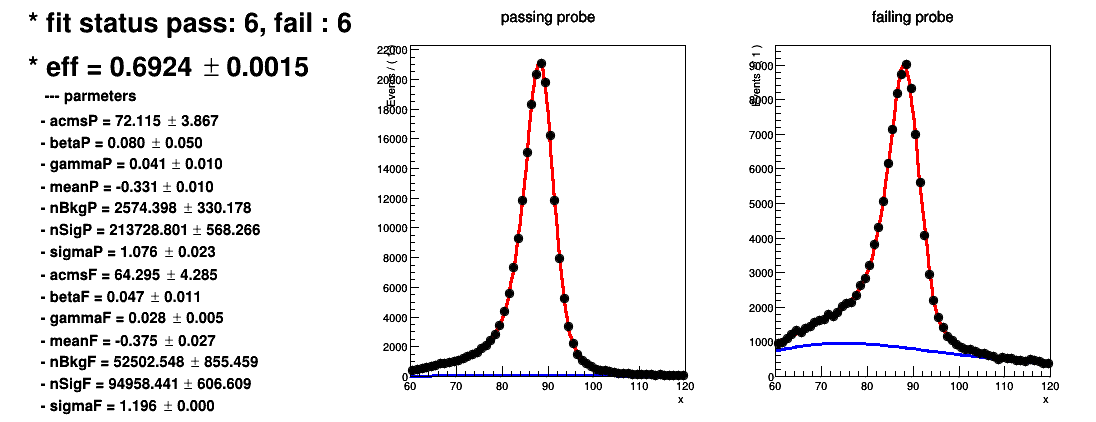 * fit status pass: 6, fail : 6
* eff = 0.6924 ± 0.0015
--- parmeters
- acmsP = 72.115 ± 3.867
- betaP = 0.080 ± 0.050
- gammaP = 0.041 ± 0.010
- meanP = -0.331 ± 0.010
- nBkgP = 2574.398 ± 330.178
- nSigP = 213728.801 ± 568.266
- sigmaP = 1.076 ± 0.023
- acmsF = 64.295 ± 4.285
- betaF = 0.047 ± 0.011
- gammaF = 0.028 ± 0.005
- meanF = -0.375 ± 0.027
- nBkgF = 52502.548 ± 855.459
- nSigF = 94958.441 ± 606.609
- sigmaF = 1.196 ± 0.000
passing probe
Events / ( 1 )
22000
20000
18000
16000
14000
12000
10000
8000
6000
4000
2000
0
60 70 80 90 100 110 120
x
failing probe
Events / ( 1 )
9000
8000
7000
6000
5000
4000
3000
2000
1000
0
60 70 80 90 100 110 120
x